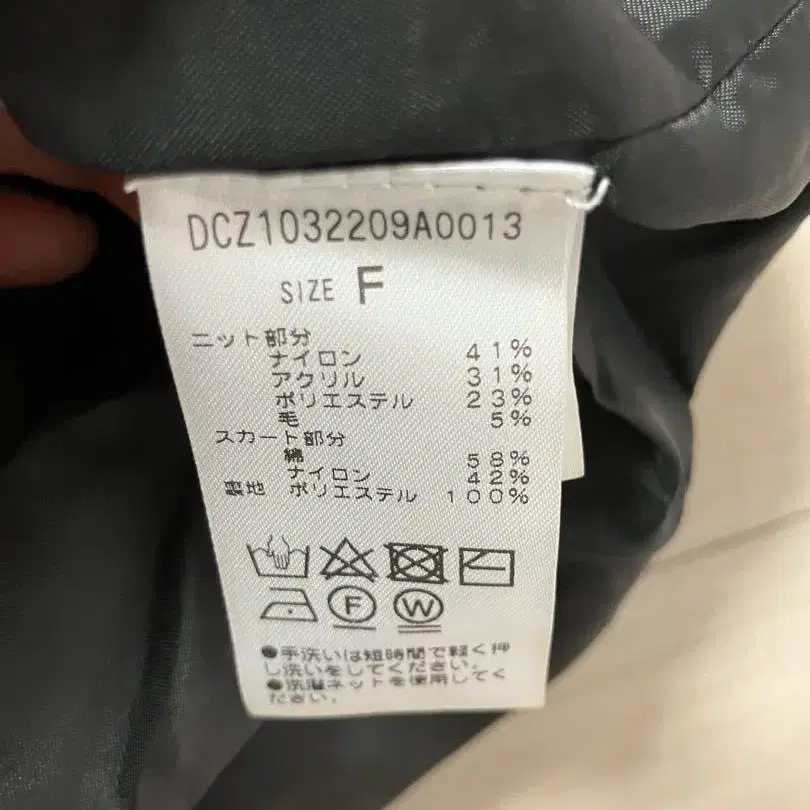 DCZ1032209A0013
SIZE F
ニット部分
ナイロン 41%
アクリル 31%
ポリエステル 23%
毛 5%
スカート部分
綿 58%
ナイロン 42%
裏地 ポリエステル 100%
F W
●手洗いは短時間で軽く押
し洗いをしてください。
●洗濯ネットを使用してく
ださい。